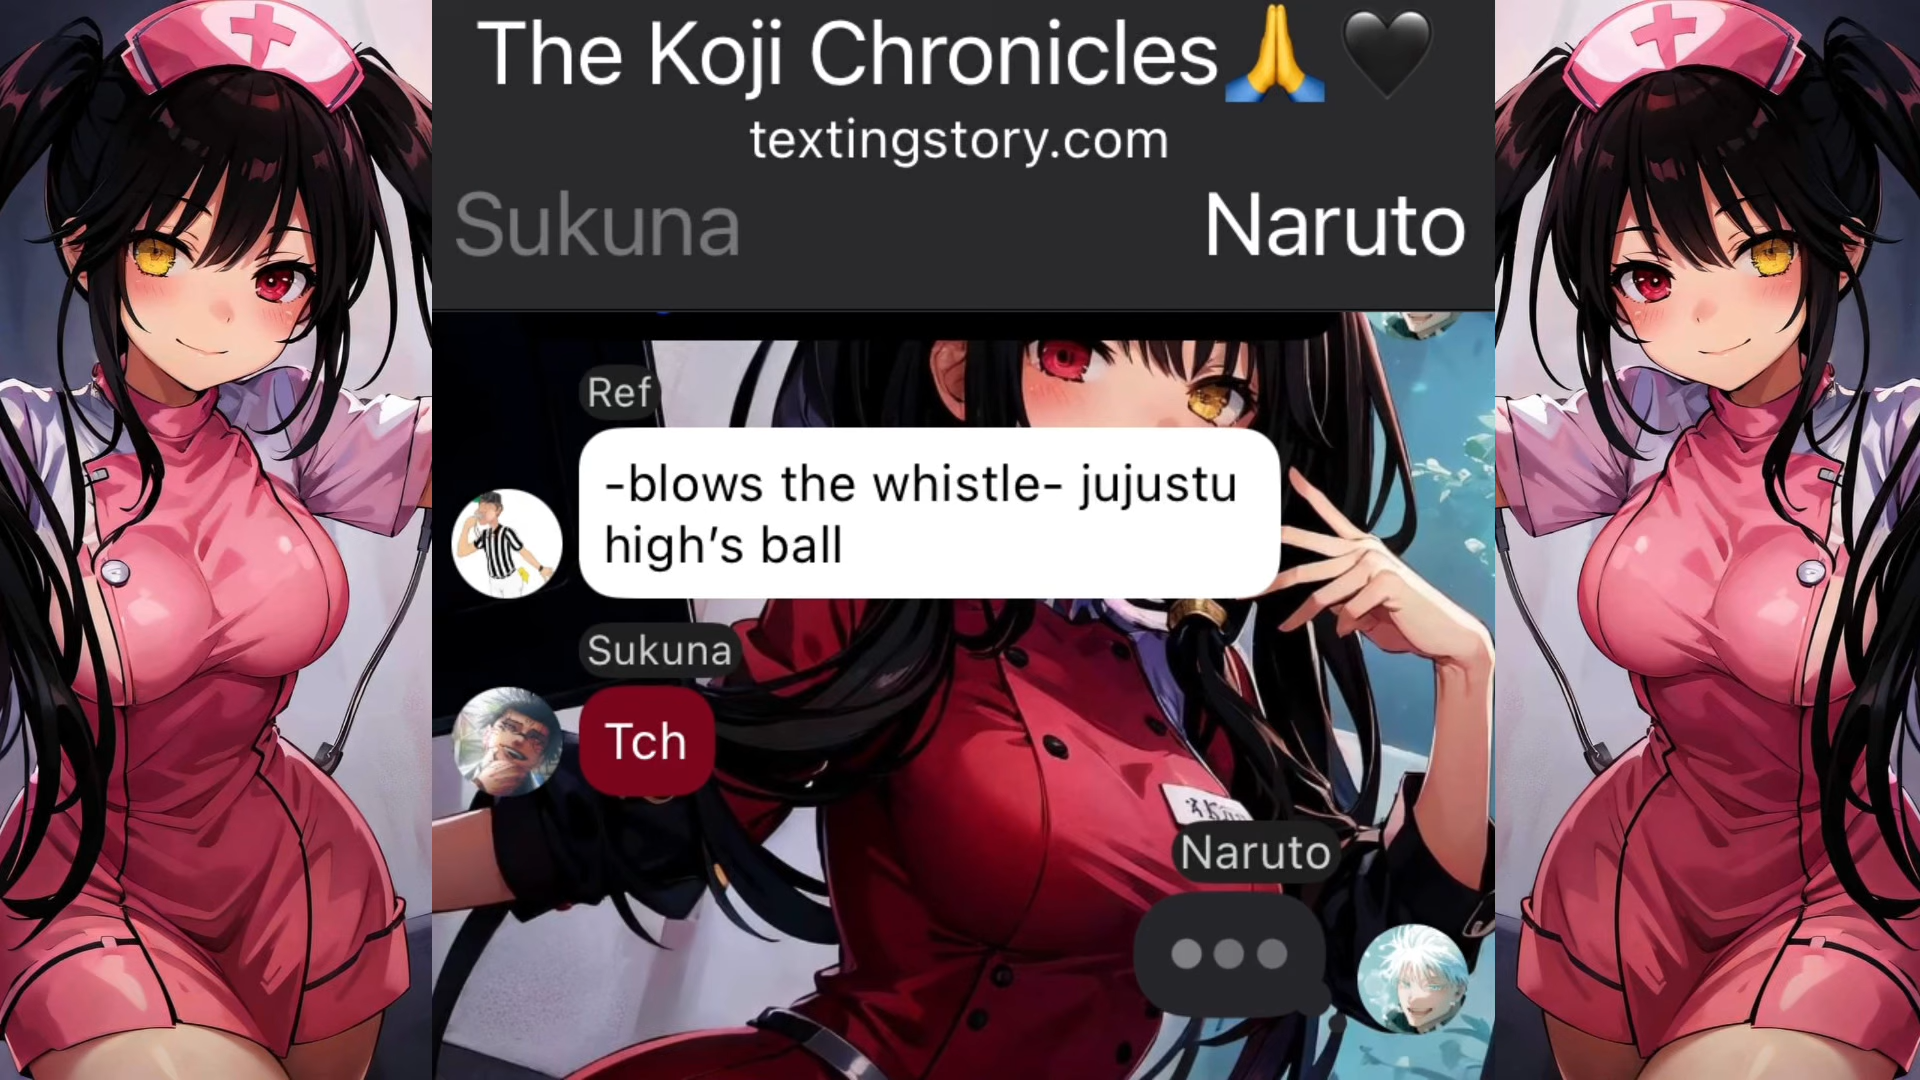 The Koji Chronicles🙏🖤
textingstory.com
Sukuna
Naruto
Ref
-blows the whistle- jujustu
high’s ball
Sukuna
Tch
Naruto